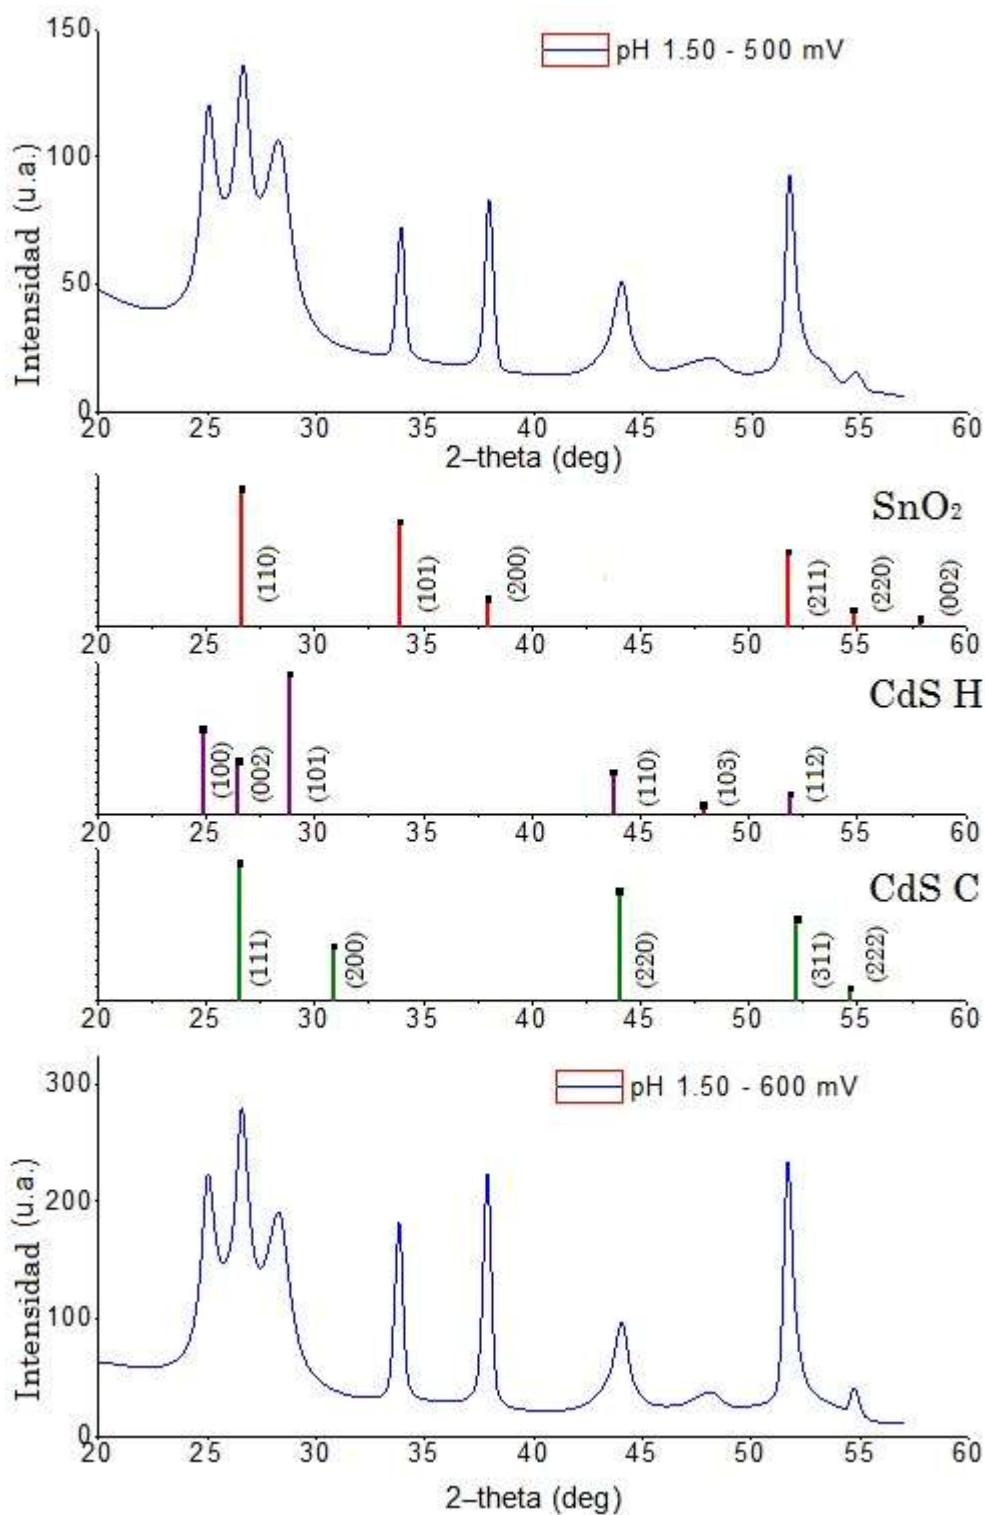 150
pH 1.50 - 500 mV
100
Intensidad (u.a.)
50
0
20 25 30 35 40 45 50 55 60
2–theta (deg)
SnO₂
(110) (101) (200) (211) (220) (002)
20 25 30 35 40 45 50 55 60
CdS H
(100) (002) (101) (110) (103) (112)
20 25 30 35 40 45 50 55 60
CdS C
(111) (200) (220) (311) (222)
20 25 30 35 40 45 50 55 60
300
pH 1.50 - 600 mV
200
Intensidad (u.a.)
100
0
20 25 30 35 40 45 50 55 60
2–theta (deg)